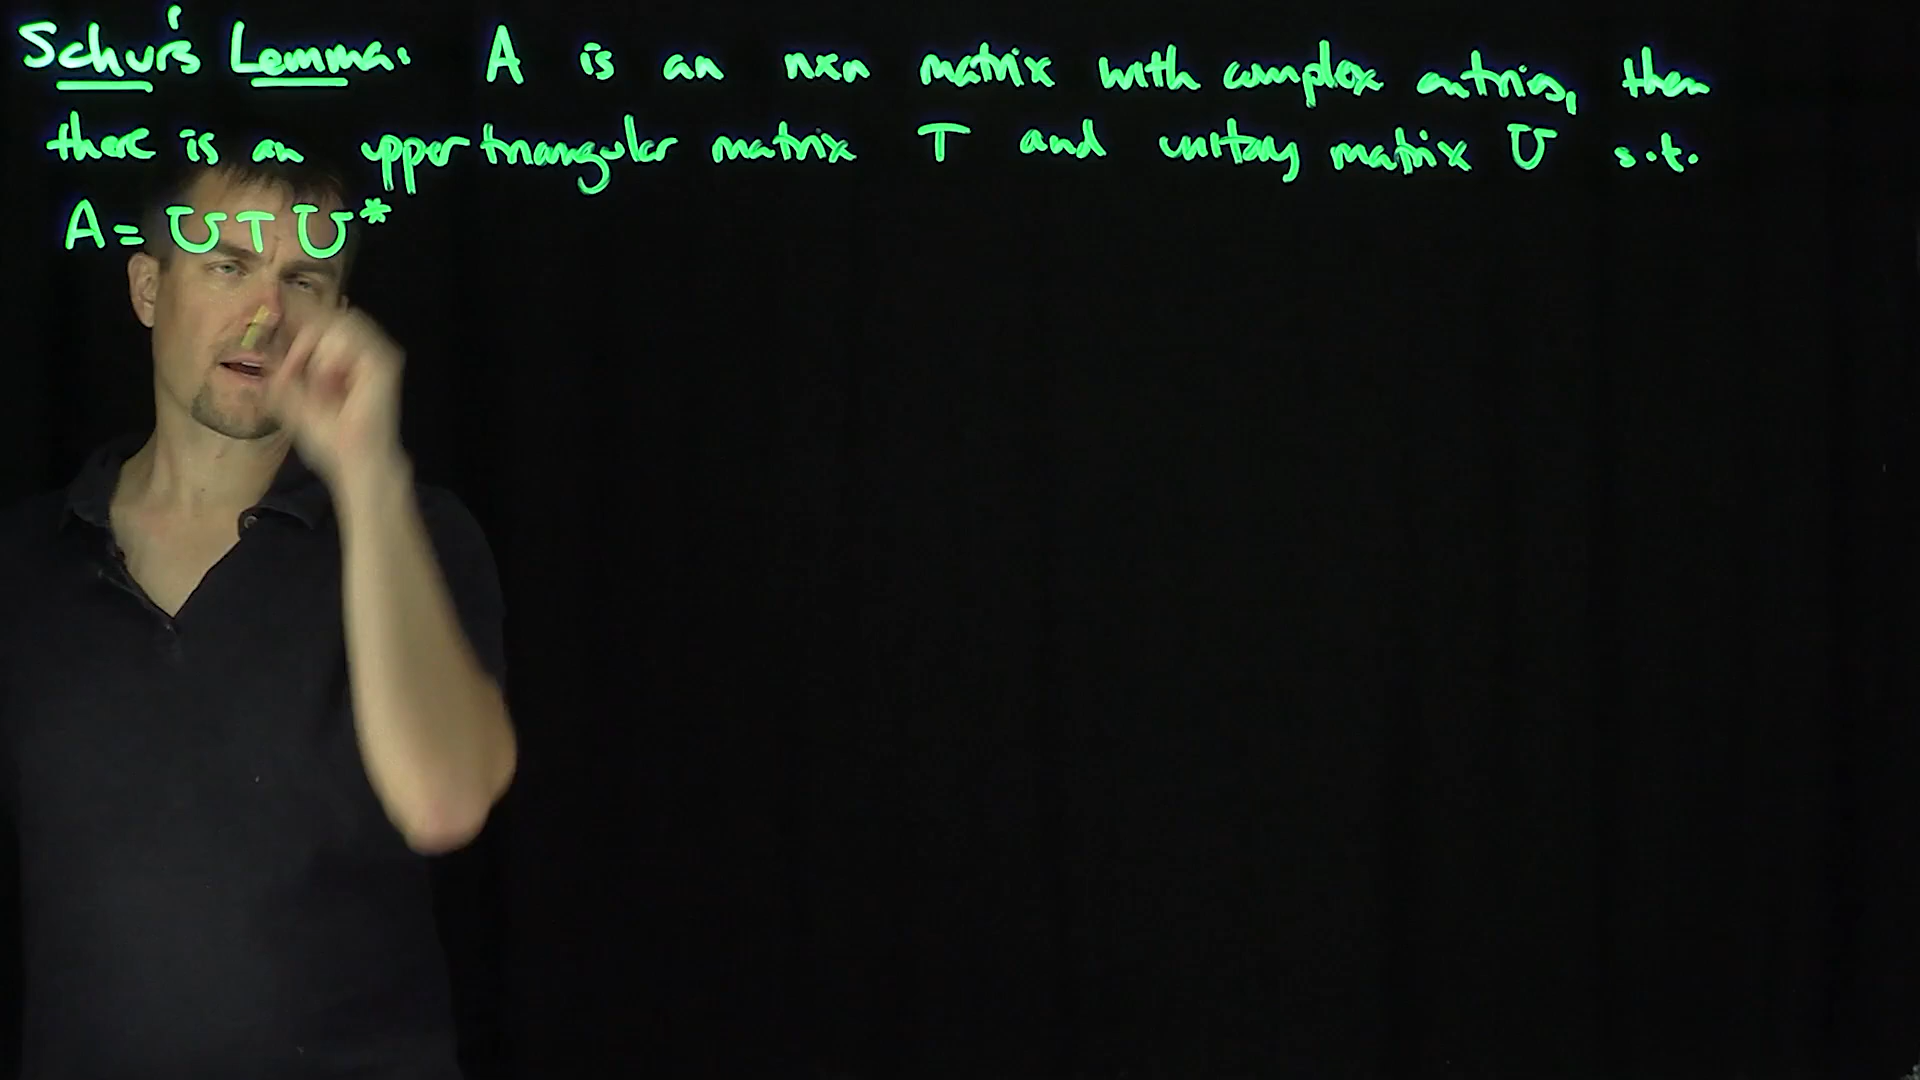 Schur's Lemma: A is an nxn matrix with complex entries, then
there is an upper triangular matrix T and unitary matrix U s.t.
A = U T U*